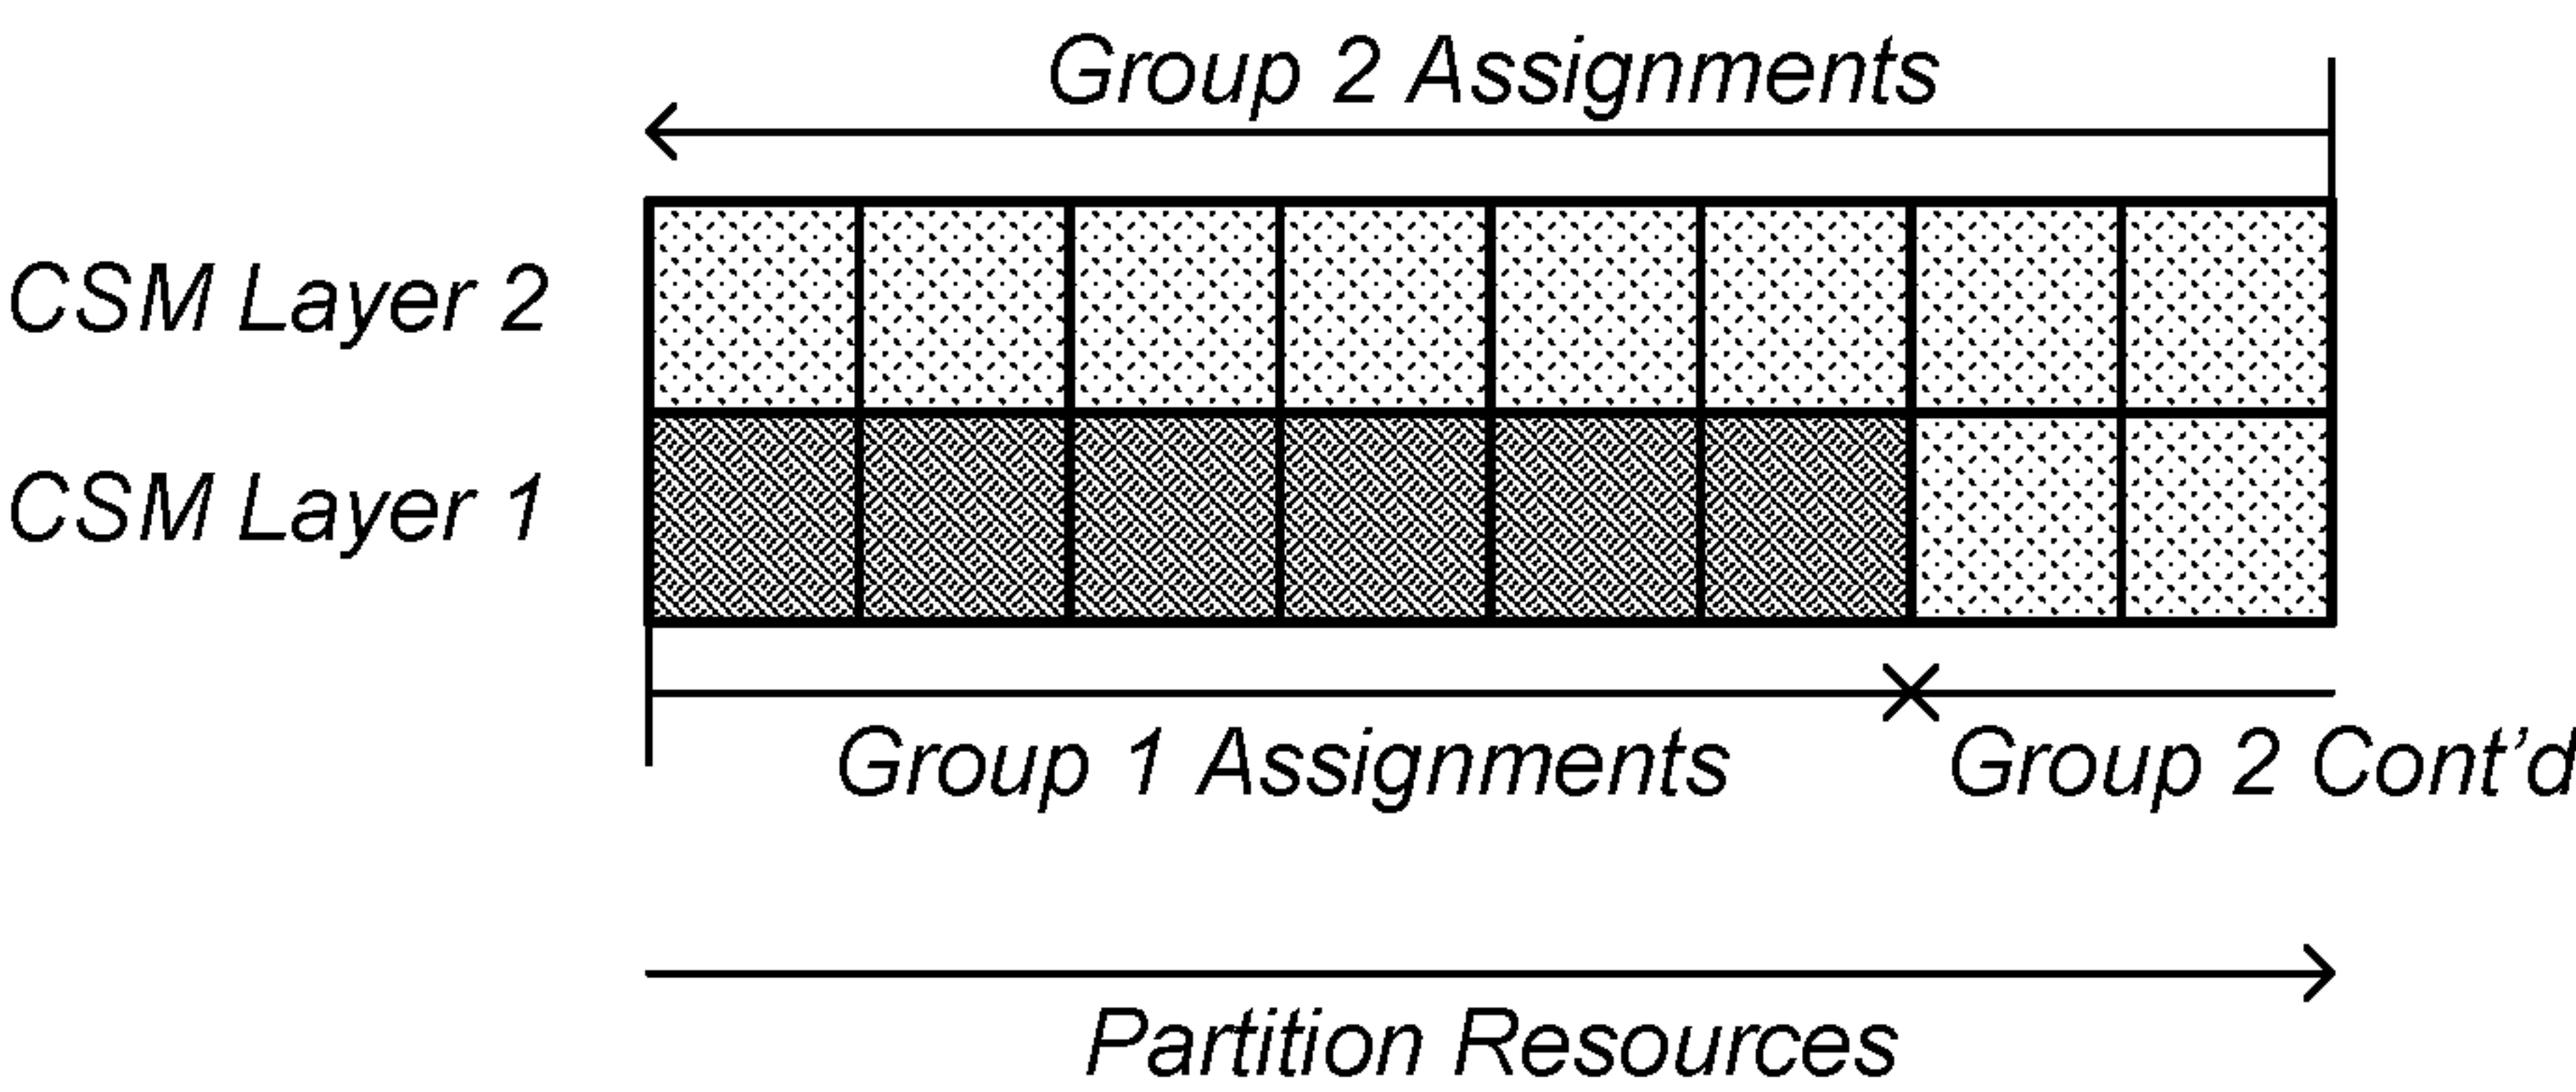 Group 2 Assignments
CSM Layer 2
CSM Layer 1
Group 1 Assignments
Group 2 Cont’d
Partition Resources